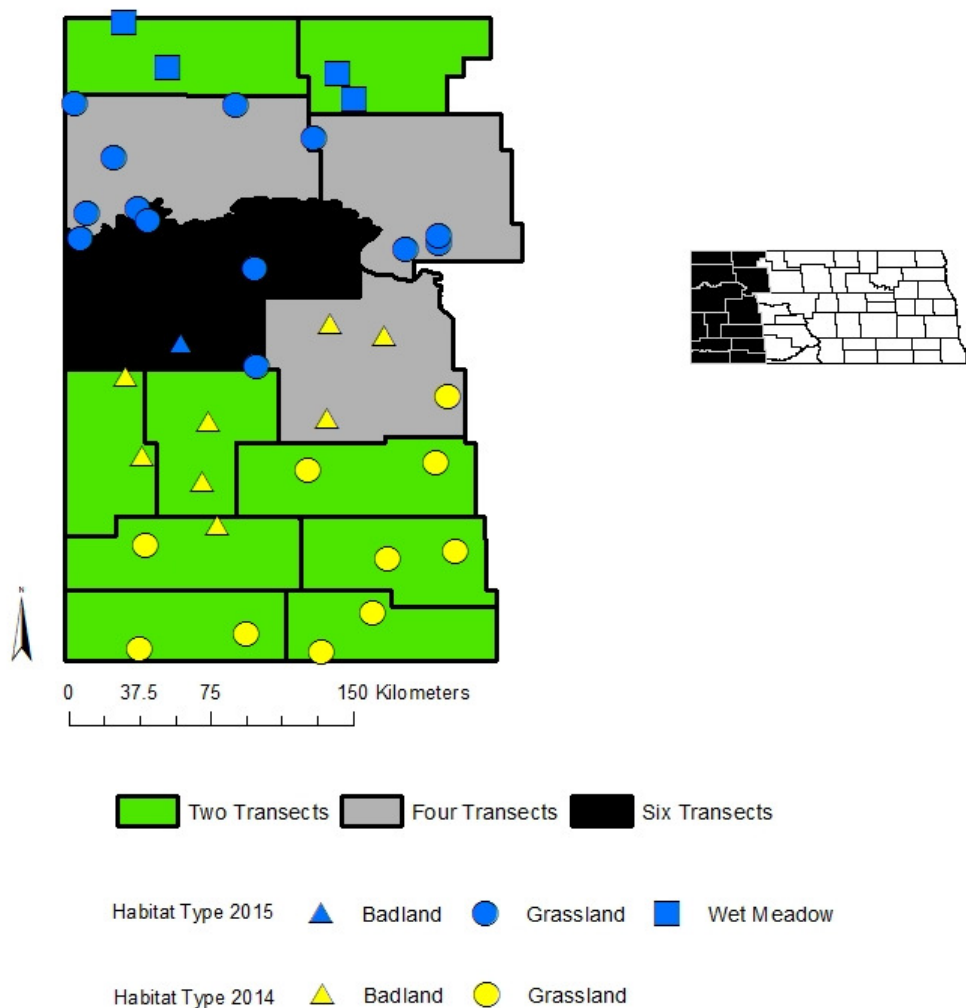 N
0 37.5 75 150 Kilometers
Two Transects Four Transects Six Transects
Habitat Type 2015 Badland Grassland Wet Meadow
Habitat Type 2014 Badland Grassland